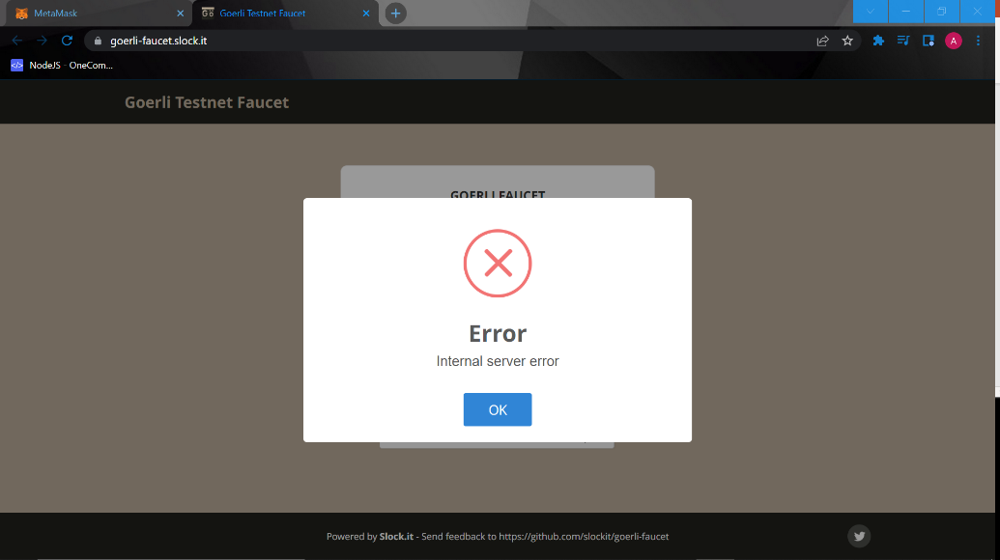 MetaMask
Goerli Testnet Faucet
goerli-faucet.slock.it
A
</> NodeJS - OneCom...
Goerli Testnet Faucet
GOERLI FAUCET
Error
Internal server error
OK
Powered by Slock.it - Send feedback to https://github.com/slockit/goerli-faucet